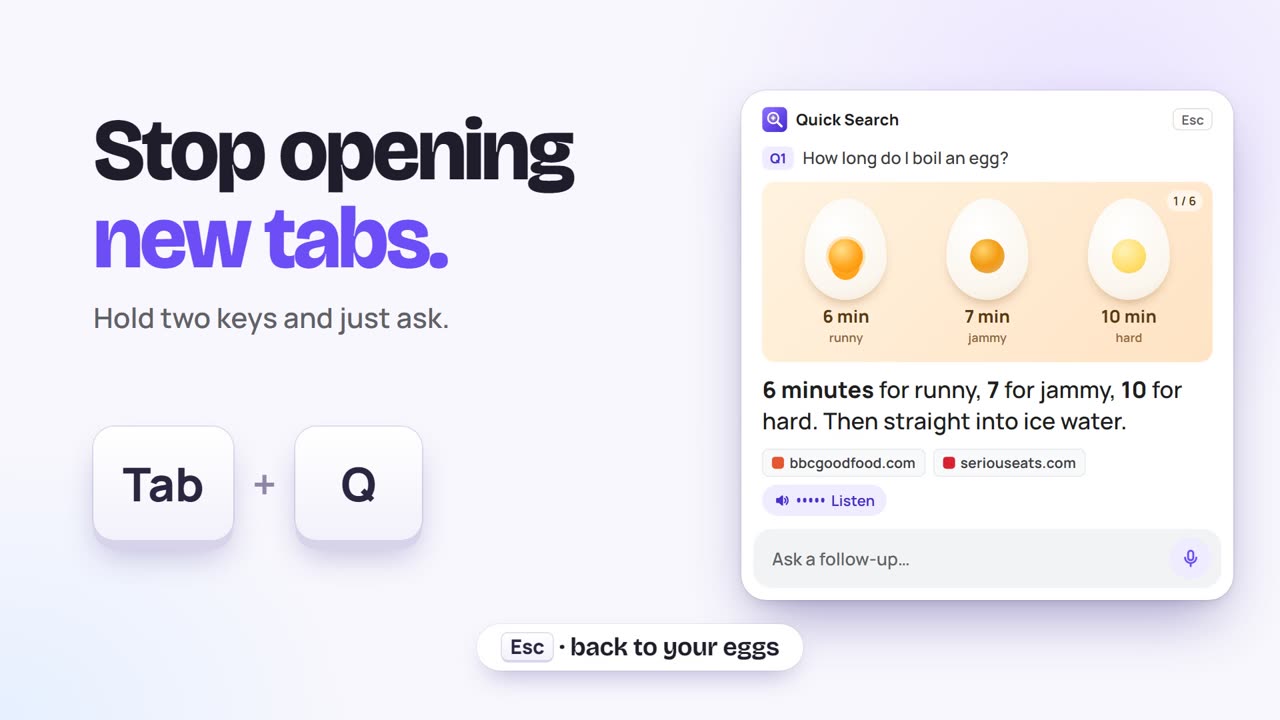 Stop opening
new tabs.
Hold two keys and just ask.
Tab + Q
Quick Search
Esc
Q1 How long do I boil an egg?
1 / 6
6 min
runny
7 min
jammy
10 min
hard
6 minutes for runny, 7 for jammy, 10 for
hard. Then straight into ice water.
bbcgoodfood.com
seriouseats.com
Listen
Ask a follow-up…
Esc · back to your eggs